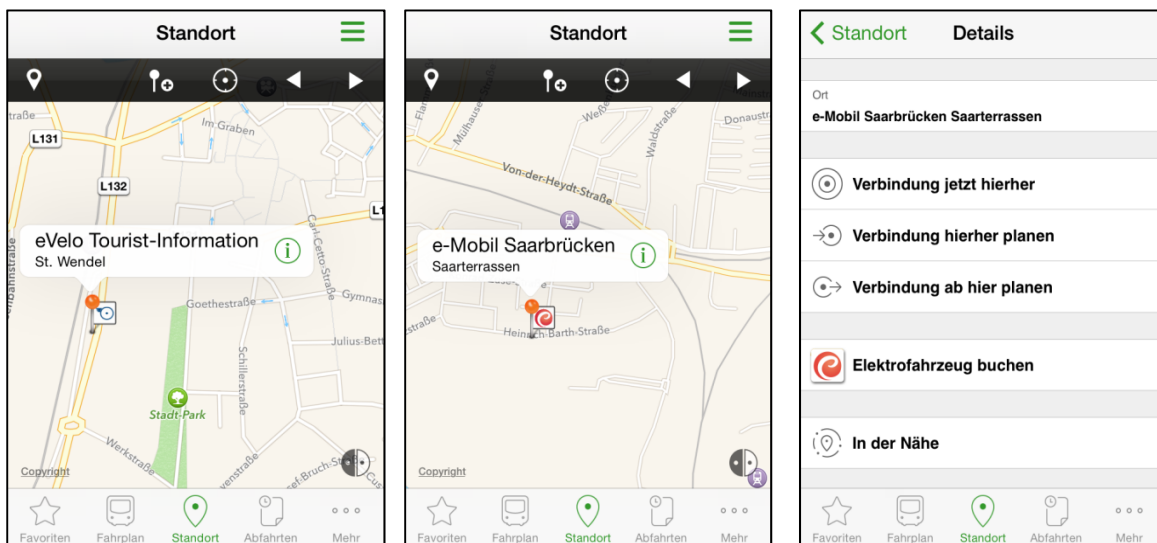 Standort
L131
Im Graben
L132
Carl-Cetto-Straße
eVelo Tourist-Information
St. Wendel
Goethestraße
Gymnas
Julius-Bett
Schillerstraße
Stadt-Park
Werkstraße
Copyright
Favoriten
Fahrplan
Standort
Abfahrten
Mehr
Standort
Mülhauser Straße
Waldstraße
Donaustr
Von-der-Heydt-Straße
e-Mobil Saarbrücken
Saarterrassen
Heinrich-Barth-Straße
Copyright
Favoriten
Fahrplan
Standort
Abfahrten
Mehr
Standort
Details
Ort
e-Mobil Saarbrücken Saarterrassen
Verbindung jetzt hierher
Verbindung hierher planen
Verbindung ab hier planen
Elektrofahrzeug buchen
In der Nähe
Favoriten
Fahrplan
Standort
Abfahrten
Mehr